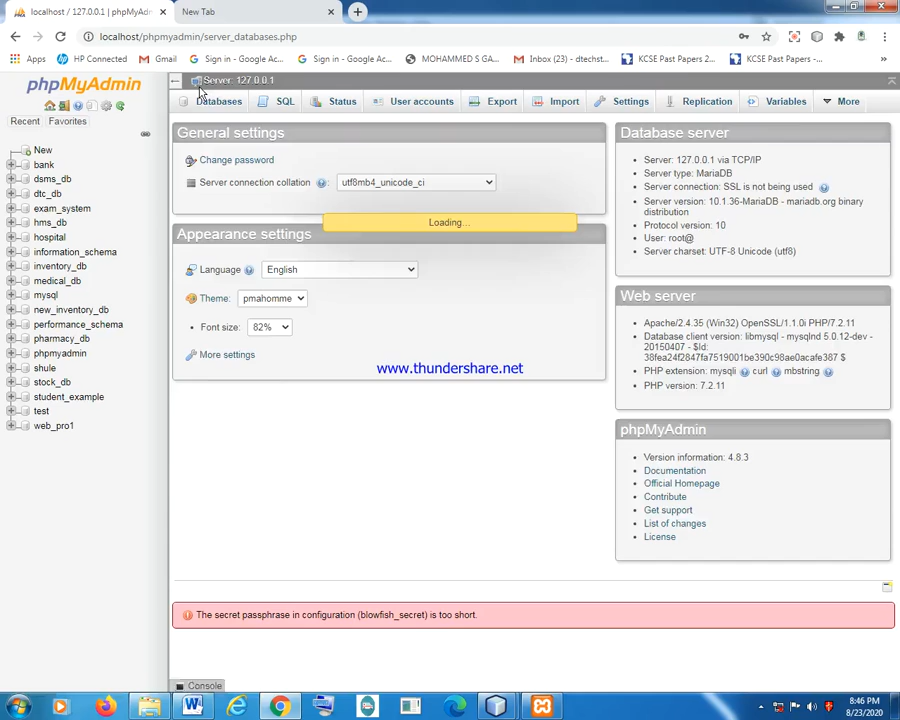 localhost / 127.0.0.1 | phpMyAdm
New Tab
localhost/phpmyadmin/server_databases.php
Apps
HP Connected
Gmail
Sign in - Google Ac...
Sign in - Google Ac...
MOHAMMED S GAM...
Inbox (23) - dtechst...
KCSE Past Papers -...
KCSE Past Papers -...
phpMyAdmin
Recent
Favorites
New
bank
dsms_db
dtc_db
exam_system
hms_db
hospital
information_schema
inventory_db
medical_db
mysql
new_inventory_db
performance_schema
pharmacy_db
phpmyadmin
shule
stock_db
student_example
test
web_pro1
Server: 127.0.0.1
Databases
SQL
Status
User accounts
Export
Import
Settings
Replication
Variables
More
General settings
Change password
Server connection collation
:
utf8mb4_unicode_ci
Loading...
Appearance settings
Language
English
Theme:
pmahomme
Font size:
82%
More settings
www.thundershare.net
Database server
Server: 127.0.0.1 via TCP/IP
Server type: MariaDB
Server connection: SSL is not being used
Server version: 10.1.36-MariaDB - mariadb.org binary
distribution
Protocol version: 10
User: root@
Server charset: UTF-8 Unicode (utf8)
Web server
Apache/2.4.35 (Win32) OpenSSL/1.1.0i PHP/7.2.11
Database client version: libmysql - mysqlnd 5.0.12-dev
- 20150407 - $Id:
38fea24f2847fa7519001be390c98ae0acafe387 $
PHP extension: mysqli
curl
mbstring
PHP version: 7.2.11
phpMyAdmin
Version information: 4.8.3
Documentation
Official Homepage
Contribute
Get support
List of changes
License
The secret passphrase in configuration (blowfish_secret) is too short.
Console
8:46 PM
8/23/2020